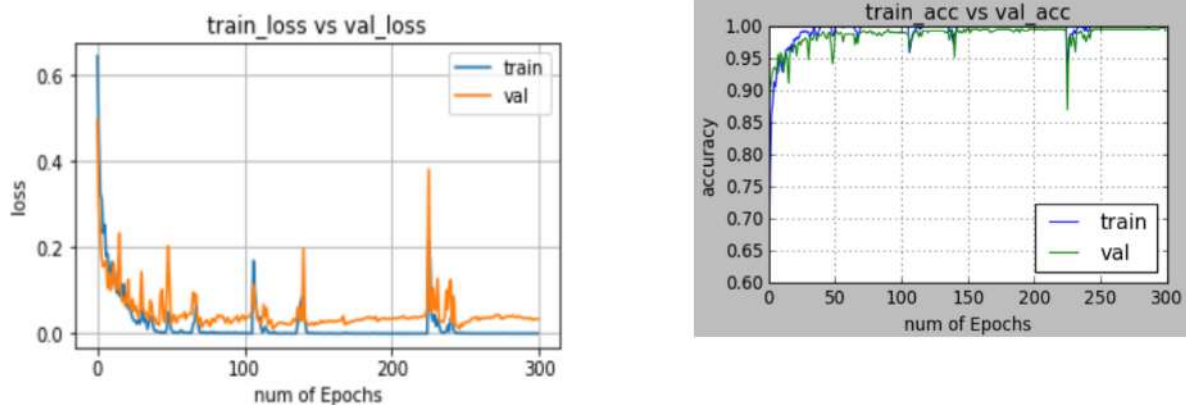 train_loss vs val_loss
0.6
0.4
0.2
0.0
loss
train
val
0
100
200
300
num of Epochs
train_acc vs val_acc
1.00
0.95
0.90
0.85
0.80
0.75
0.70
0.65
0.60
accuracy
train
val
0
50
100
150
200
250
300
num of Epochs